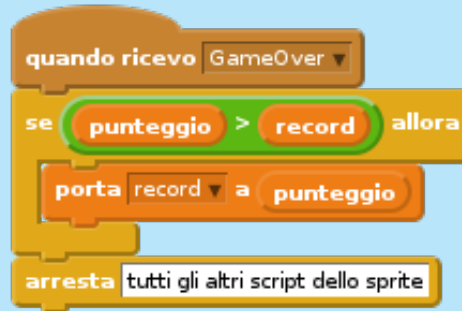 quando ricevo GameOver
se punteggio > record allora
porta record a punteggio
arresta tutti gli altri script dello sprite